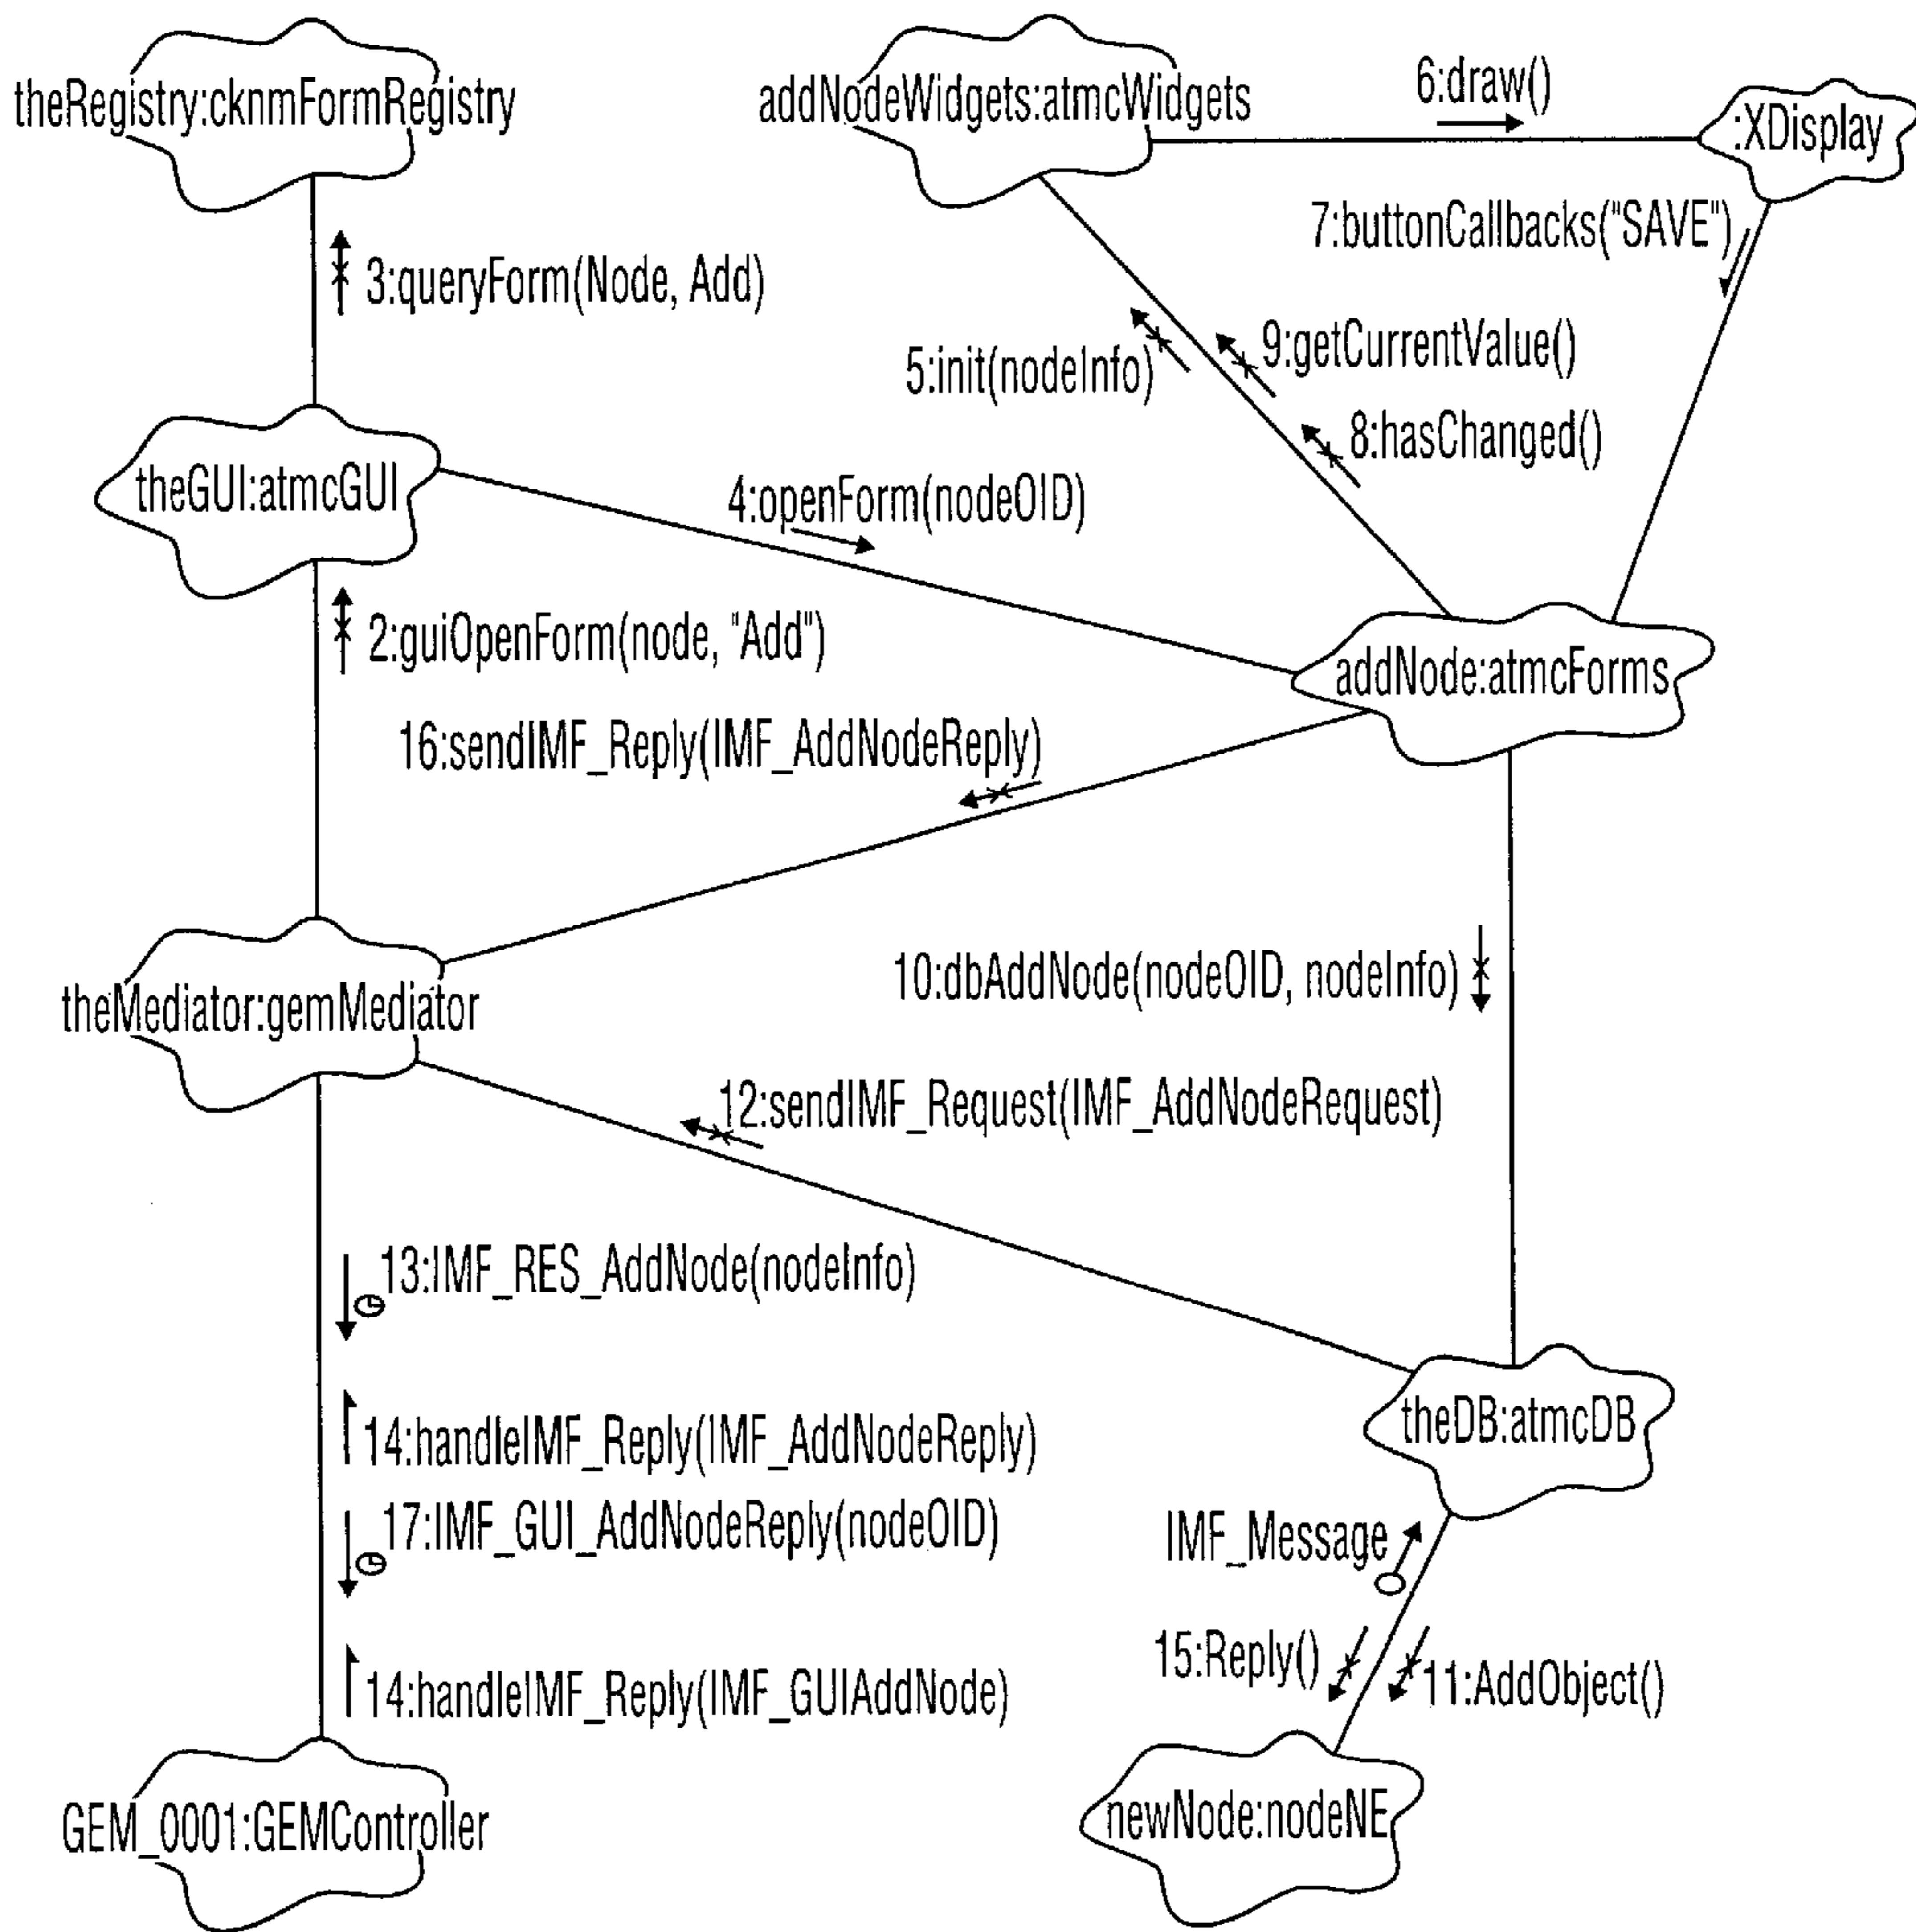 theRegistry:cknmFormRegistry
addNodeWidgets:atmcWidgets
6:draw()
:XDisplay
7:buttonCallbacks("SAVE")
3:queryForm(Node, Add)
9:getCurrentValue()
5:init(nodeInfo)
8:hasChanged()
theGUI:atmcGUI
4:openForm(nodeOID)
2:guiOpenForm(node, "Add")
addNode:atmcForms
16:sendIMF_Reply(IMF_AddNodeReply)
10:dbAddNode(nodeOID, nodeInfo)
theMediator:gemMediator
12:sendIMF_Request(IMF_AddNodeRequest)
13:IMF_RES_AddNode(nodeInfo)
theDB:atmcDB
14:handleIMF_Reply(IMF_AddNodeReply)
17:IMF_GUI_AddNodeReply(nodeOID)
IMF_Message
15:Reply()
11:AddObject()
14:handleIMF_Reply(IMF_GUIAddNode)
GEM_0001:GEMController
newNode:nodeNE